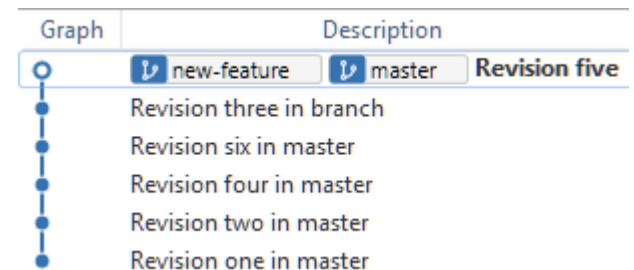 Graph Description
new-feature master Revision five
Revision three in branch
Revision six in master
Revision four in master
Revision two in master
Revision one in master